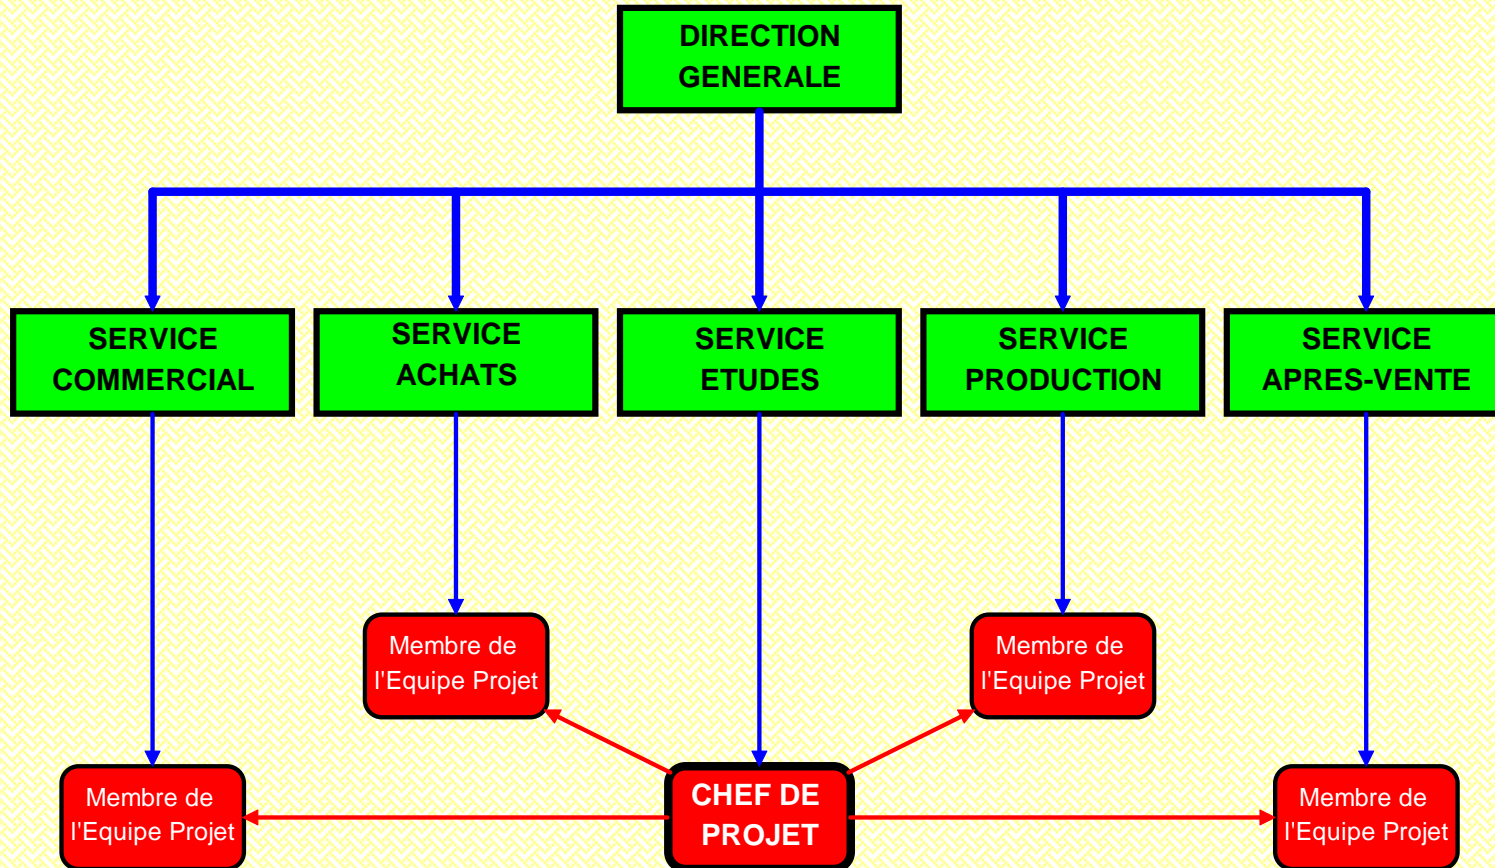 DIRECTION
GENERALE
SERVICE
COMMERCIAL
SERVICE
ACHATS
SERVICE
ETUDES
SERVICE
PRODUCTION
SERVICE
APRES-VENTE
Membre de
l'Equipe Projet
Membre de
l'Equipe Projet
Membre de
l'Equipe Projet
CHEF DE
PROJET
Membre de
l'Equipe Projet